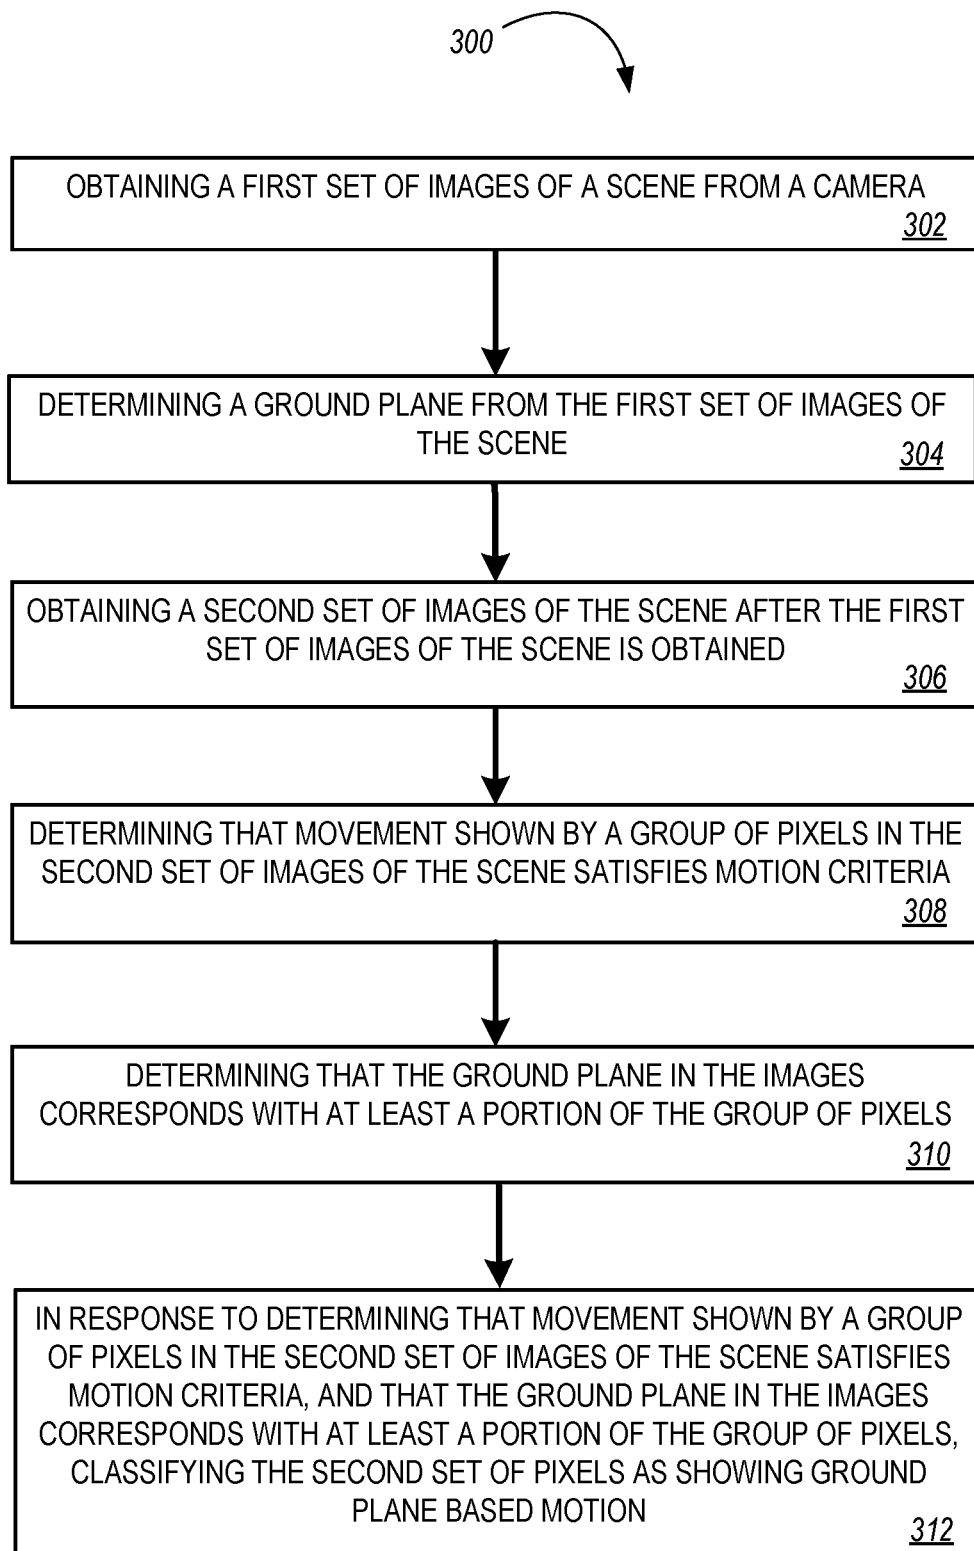 300
OBTAINING A FIRST SET OF IMAGES OF A SCENE FROM A CAMERA
302
DETERMINING A GROUND PLANE FROM THE FIRST SET OF IMAGES OF
THE SCENE
304
OBTAINING A SECOND SET OF IMAGES OF THE SCENE AFTER THE FIRST
SET OF IMAGES OF THE SCENE IS OBTAINED
306
DETERMINING THAT MOVEMENT SHOWN BY A GROUP OF PIXELS IN THE
SECOND SET OF IMAGES OF THE SCENE SATISFIES MOTION CRITERIA
308
DETERMINING THAT THE GROUND PLANE IN THE IMAGES
CORRESPONDS WITH AT LEAST A PORTION OF THE GROUP OF PIXELS
310
IN RESPONSE TO DETERMINING THAT MOVEMENT SHOWN BY A GROUP
OF PIXELS IN THE SECOND SET OF IMAGES OF THE SCENE SATISFIES
MOTION CRITERIA, AND THAT THE GROUND PLANE IN THE IMAGES
CORRESPONDS WITH AT LEAST A PORTION OF THE GROUP OF PIXELS,
CLASSIFYING THE SECOND SET OF PIXELS AS SHOWING GROUND
PLANE BASED MOTION
312